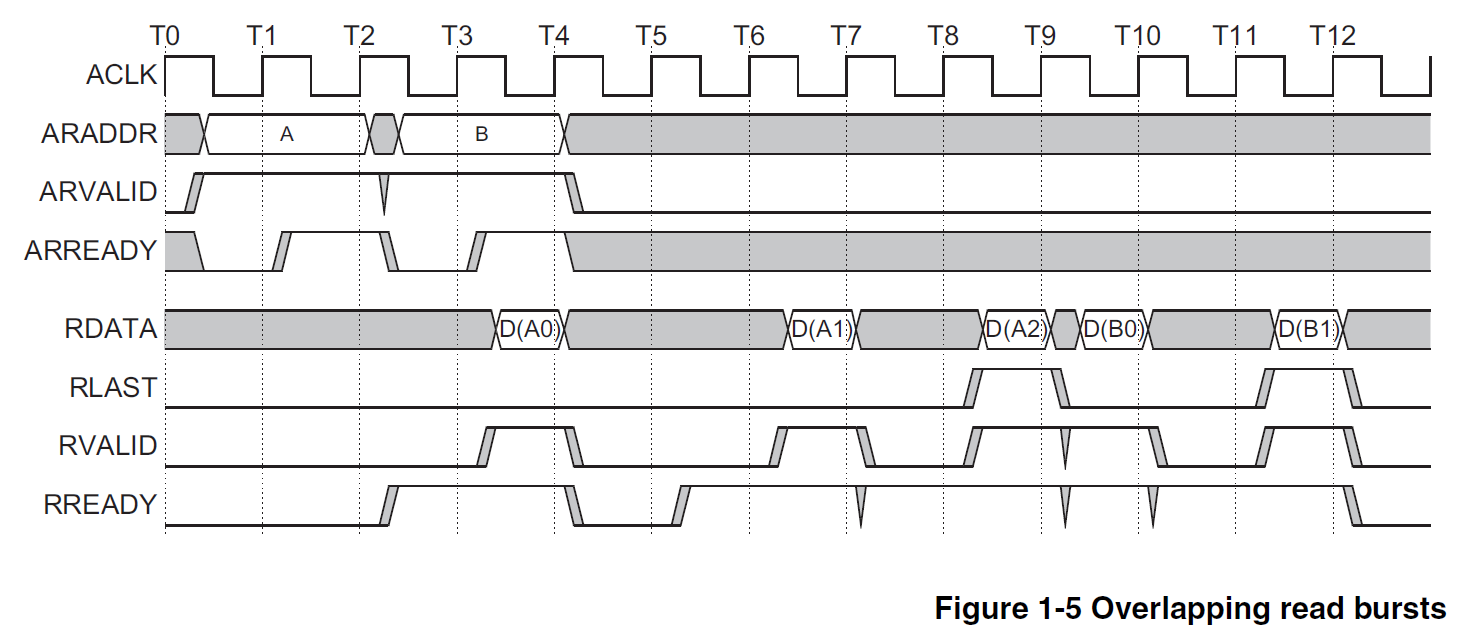 T0 T1 T2 T3 T4 T5 T6 T7 T8 T9 T10 T11 T12
ACLK
ARADDR A B
ARVALID
ARREADY
RDATA D(A0) D(A1) D(A2) D(B0) D(B1)
RLAST
RVALID
RREADY
Figure 1-5 Overlapping read bursts